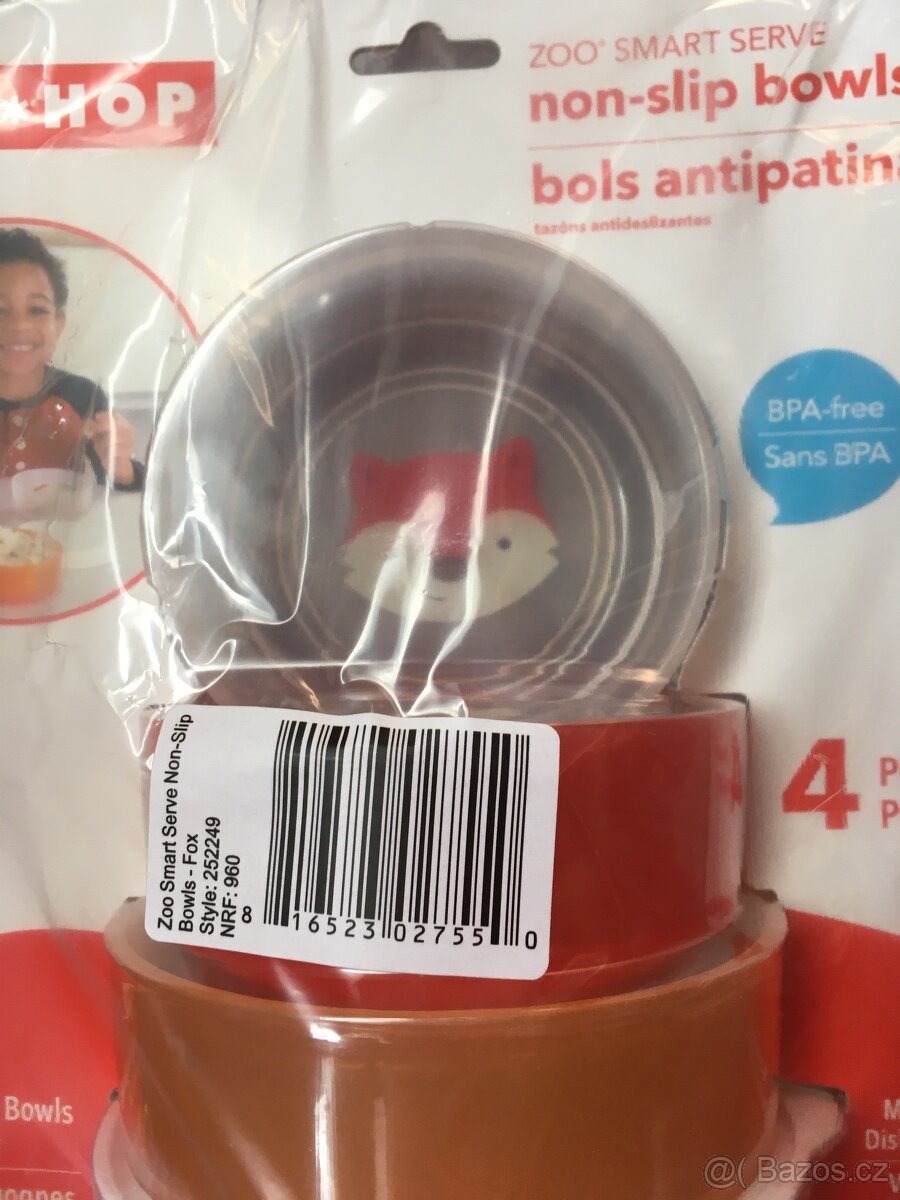 HOP
ZOO® SMART SERVE
non-slip bowls
bols antipatina
tazóns antideslizantes
BPA-free
Sans BPA
4 P
P
Zoo Smart Serve Non-Slip
Bowls - Fox
Style: 252249
NRF: 960
8 16523 02755 0
Bowls
M
Dis
@( Bazos.cz